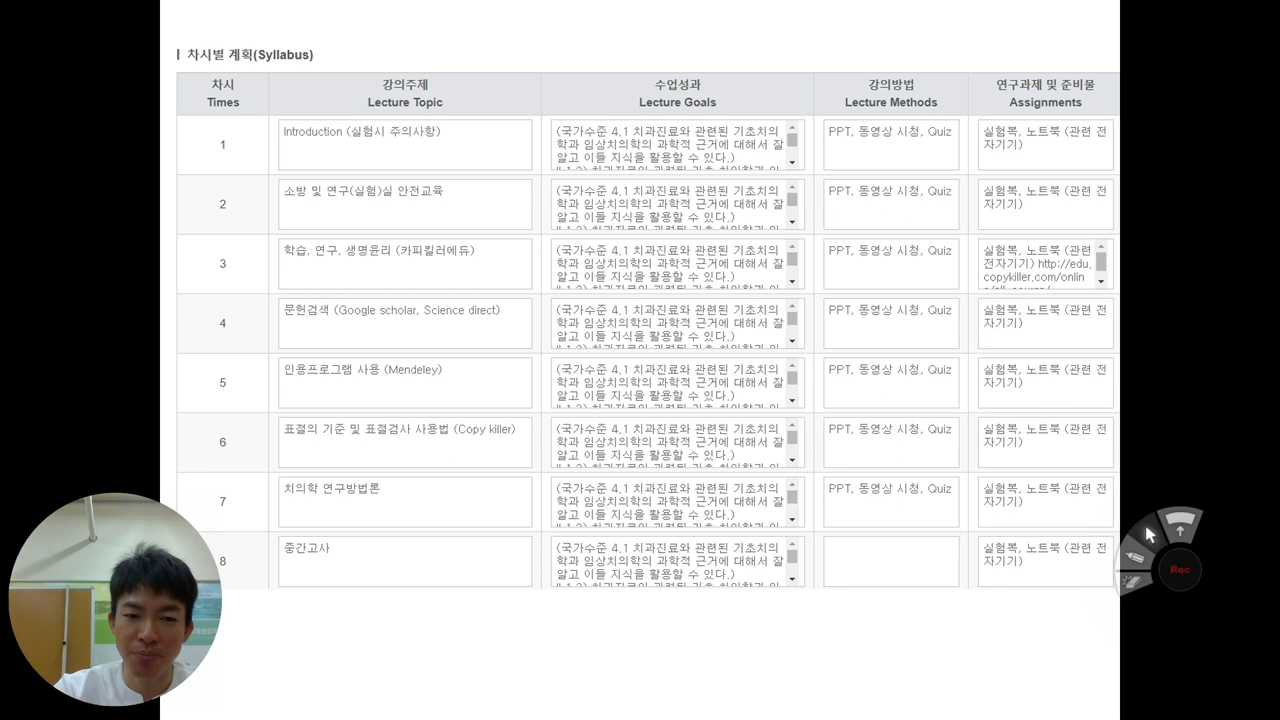 차시별 계획(Syllabus)
차시 강의주제 수업성과 강의방법 연구과제 및 준비물
Times Lecture Topic Lecture Goals Lecture Methods Assignments
1
Introduction (실험시 주의사항)
(국가수준 4.1 치과진료와 관련된 기초치의
학과 임상치의학의 과학적 근거에 대해서 잘
알고 이들 지식을 활용할 수 있다.)
PPT, 동영상 시청, Quiz
실험복, 노트북 (관련 전
자기기)
2
소방 및 연구(실험)실 안전교육
(국가수준 4.1 치과진료와 관련된 기초치의
학과 임상치의학의 과학적 근거에 대해서 잘
알고 이들 지식을 활용할 수 있다.)
PPT, 동영상 시청, Quiz
실험복, 노트북 (관련 전
자기기)
3
학습, 연구, 생명윤리 (카피킬러에듀)
(국가수준 4.1 치과진료와 관련된 기초치의
학과 임상치의학의 과학적 근거에 대해서 잘
알고 이들 지식을 활용할 수 있다.)
PPT, 동영상 시청, Quiz
실험복, 노트북 (관련
전자기기) http://edu.
copykiller.com/onlin
4
문헌검색 (Google scholar, Science direct)
(국가수준 4.1 치과진료와 관련된 기초치의
학과 임상치의학의 과학적 근거에 대해서 잘
알고 이들 지식을 활용할 수 있다.)
PPT, 동영상 시청, Quiz
실험복, 노트북 (관련 전
자기기)
5
인용프로그램 사용 (Mendeley)
(국가수준 4.1 치과진료와 관련된 기초치의
학과 임상치의학의 과학적 근거에 대해서 잘
알고 이들 지식을 활용할 수 있다.)
PPT, 동영상 시청, Quiz
실험복, 노트북 (관련 전
자기기)
6
표절의 기준 및 표절검사 사용법 (Copy killer)
(국가수준 4.1 치과진료와 관련된 기초치의
학과 임상치의학의 과학적 근거에 대해서 잘
알고 이들 지식을 활용할 수 있다.)
PPT, 동영상 시청, Quiz
실험복, 노트북 (관련 전
자기기)
7
치의학 연구방법론
(국가수준 4.1 치과진료와 관련된 기초치의
학과 임상치의학의 과학적 근거에 대해서 잘
알고 이들 지식을 활용할 수 있다.)
PPT, 동영상 시청, Quiz
실험복, 노트북 (관련 전
자기기)
8
중간고사
(국가수준 4.1 치과진료와 관련된 기초치의
학과 임상치의학의 과학적 근거에 대해서 잘
알고 이들 지식을 활용할 수 있다.)
실험복, 노트북 (관련 전
자기기)
Rec